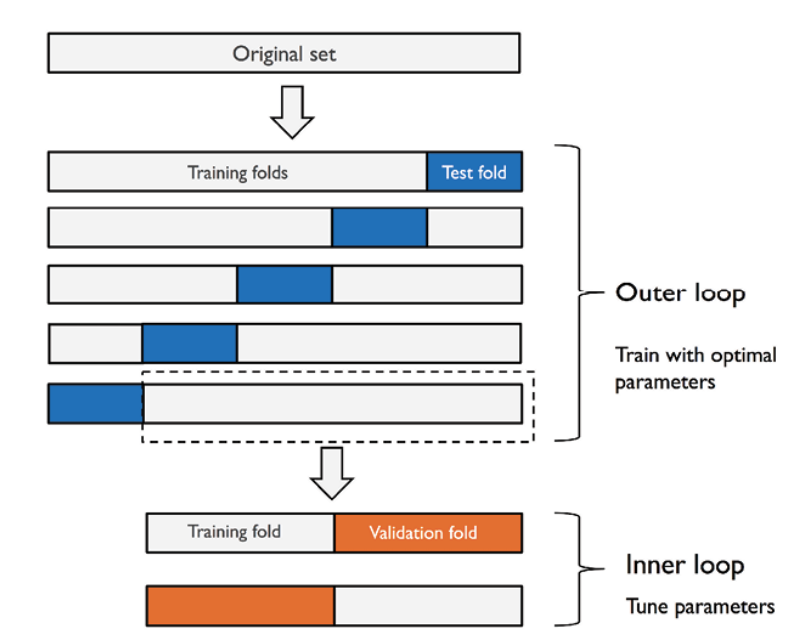 Original set
Training folds
Test fold
Outer loop
Train with optimal
parameters
Training fold
Validation fold
Inner loop
Tune parameters